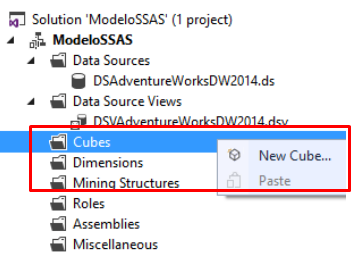 Solution 'ModeloSSAS' (1 project)
ModeloSSAS
Data Sources
DSAdventureWorksDW2014.ds
Data Source Views
DSVAdventureWorksDW2014.dsv
Cubes
New Cube...
Dimensions
Paste
Mining Structures
Roles
Assemblies
Miscellaneous